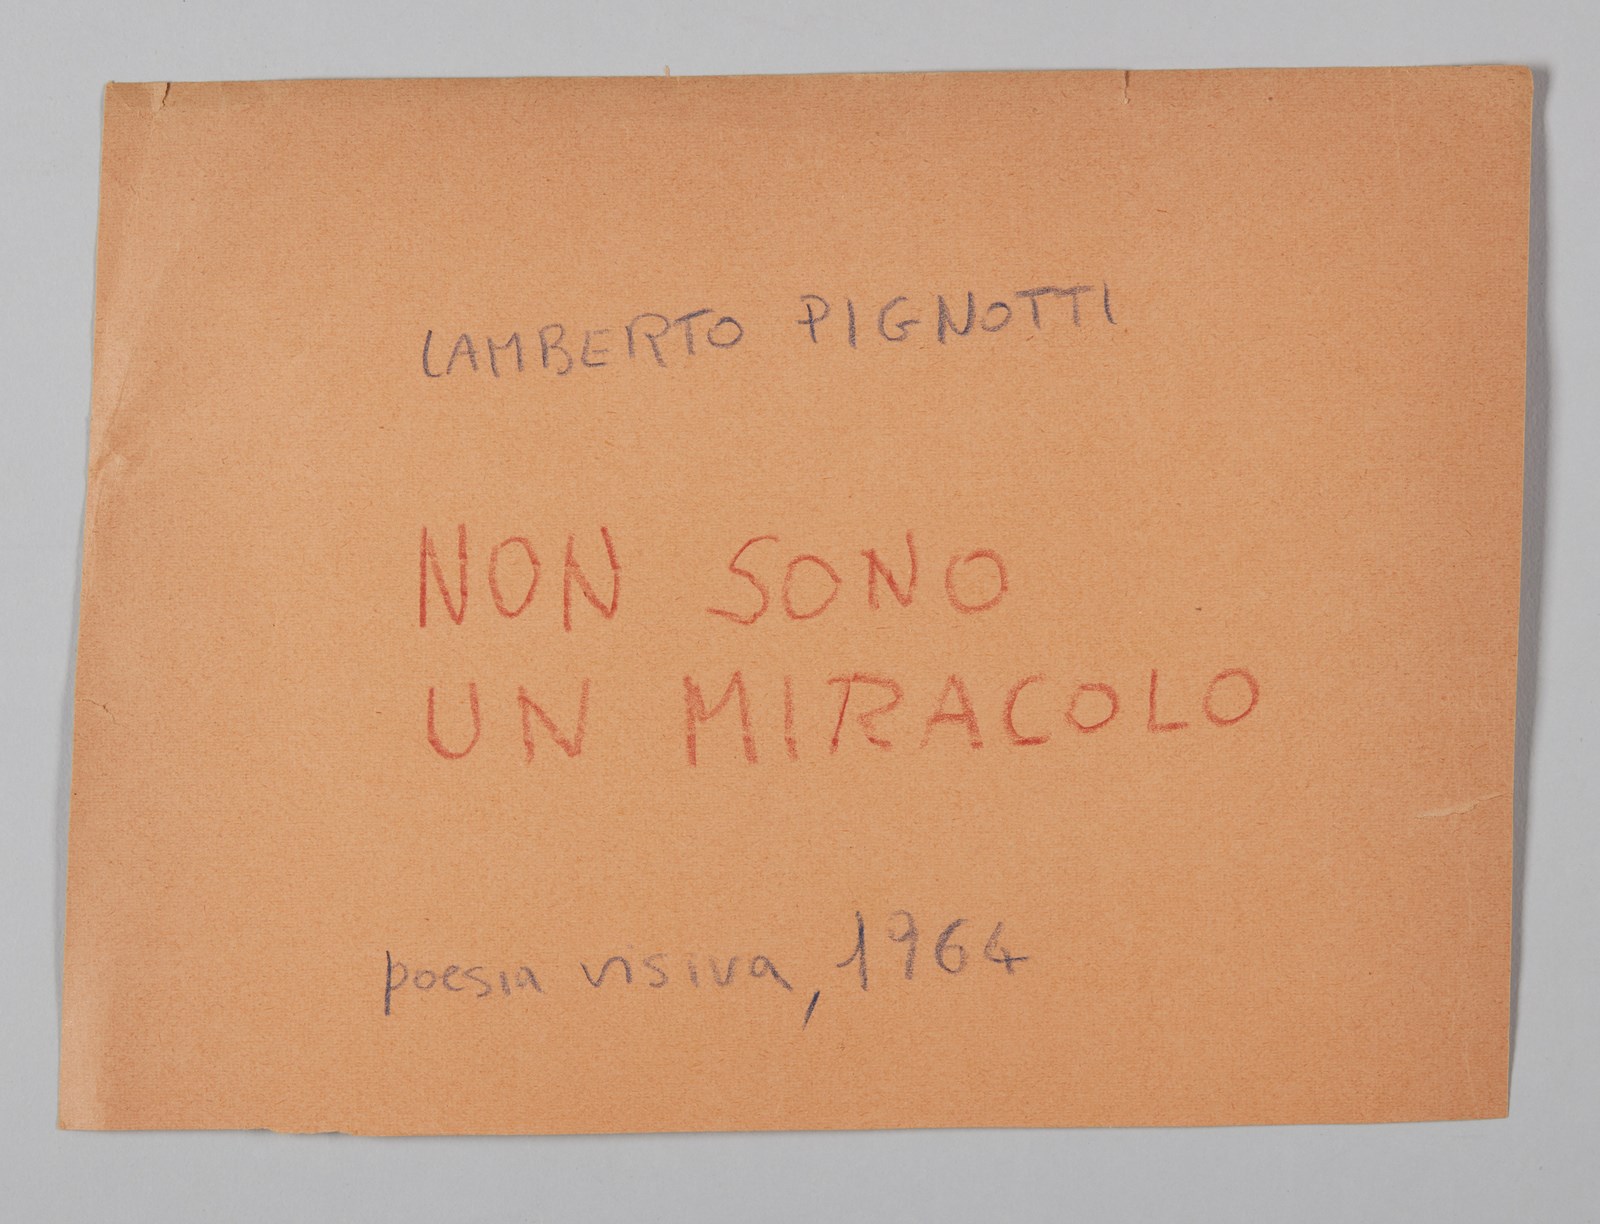 LAMBERTO PIGNOTTI
NON SONO
UN MIRACOLO
poesia visiva, 1964